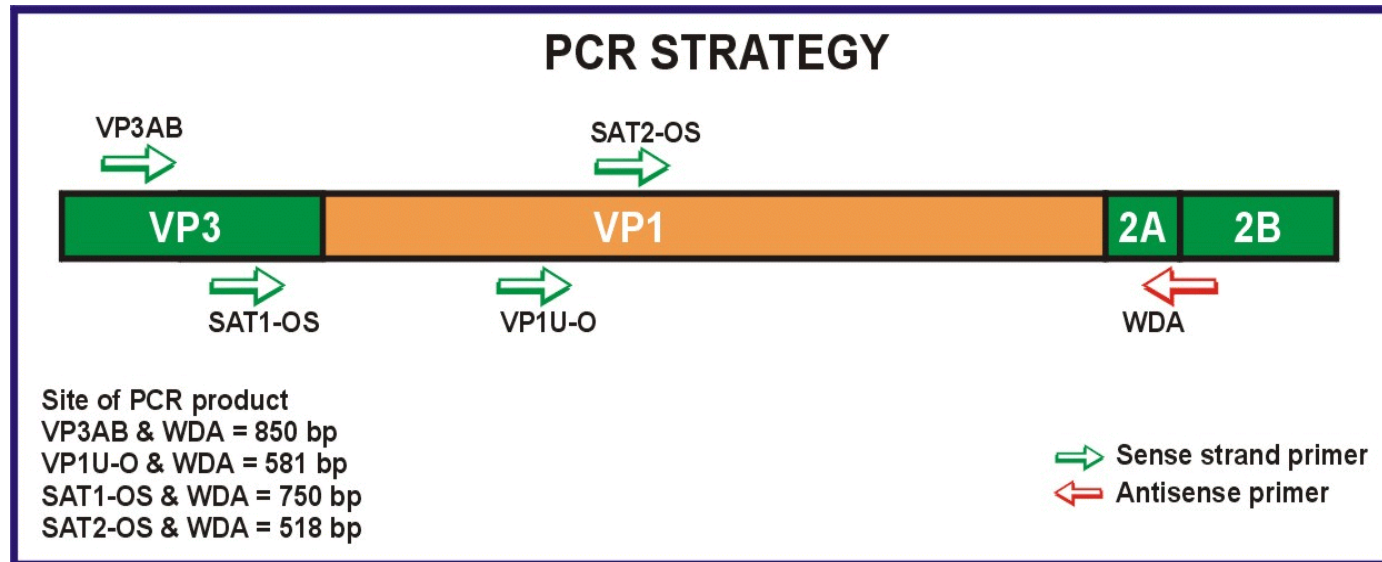 PCR STRATEGY
VP3AB
SAT2-OS
VP3 VP1 2A 2B
SAT1-OS VP1U-O WDA
Site of PCR product
VP3AB & WDA = 850 bp
VP1U-O & WDA = 581 bp
SAT1-OS & WDA = 750 bp
SAT2-OS & WDA = 518 bp
Sense strand primer
Antisense primer